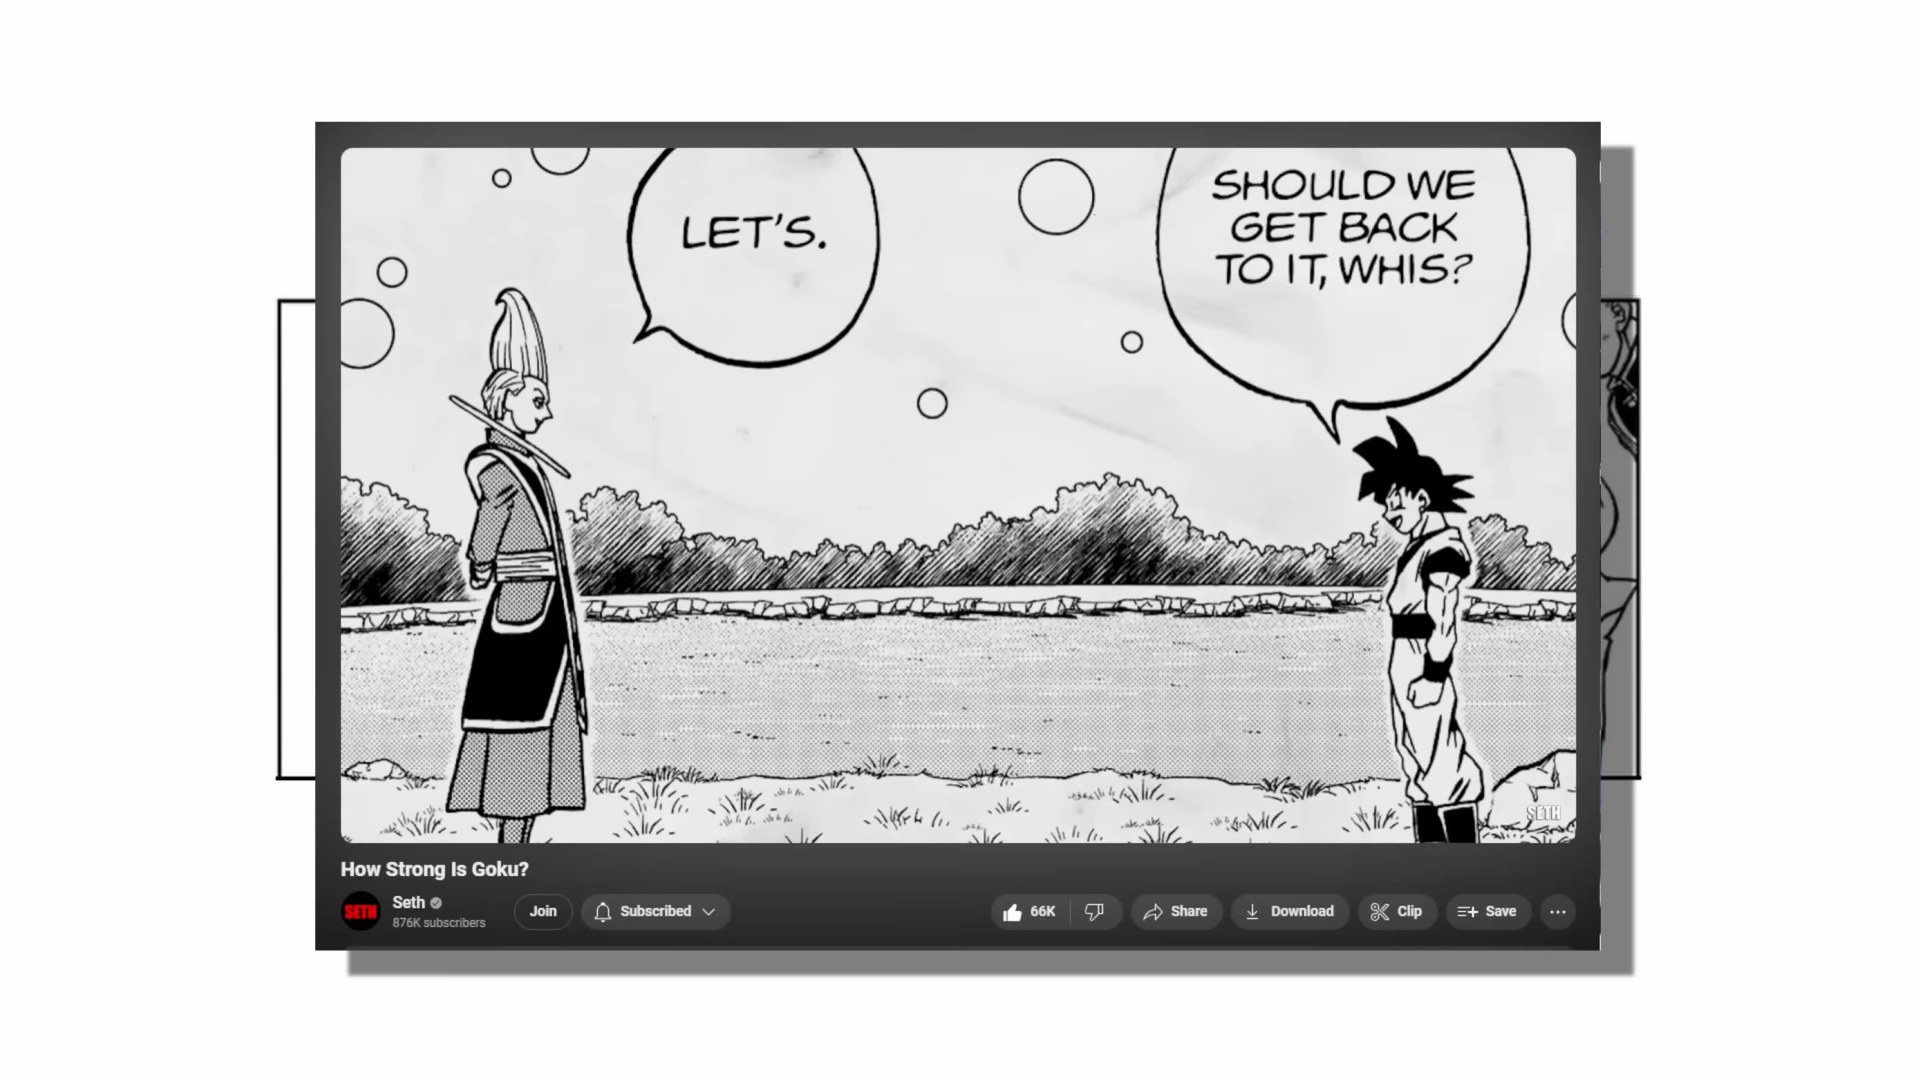 LET'S.
SHOULD WE
GET BACK
TO IT, WHIS?
SETH
How Strong Is Goku?
SETH
Seth
876K subscribers
Join
Subscribed
66K
Share
Download
Clip
Save